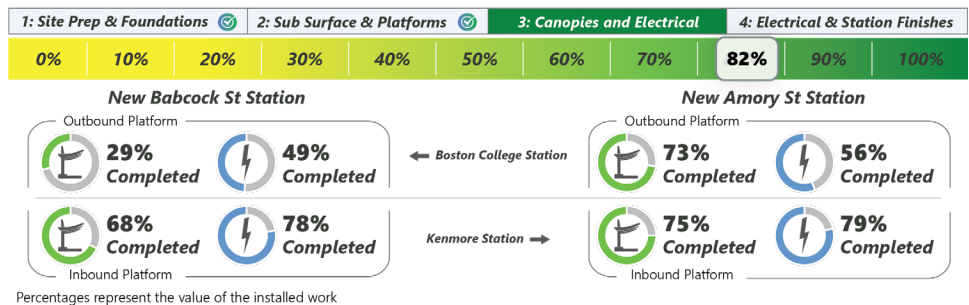 1: Site Prep & Foundations
2: Sub Surface & Platforms
3: Canopies and Electrical
4: Electrical & Station Finishes
0% 10% 20% 30% 40% 50% 60% 70% 82% 90% 100%
New Babcock St Station
New Amory St Station
Outbound Platform
29% Completed
49% Completed
Boston College Station
Outbound Platform
73% Completed
56% Completed
68% Completed
78% Completed
Inbound Platform
Kenmore Station
75% Completed
79% Completed
Inbound Platform
Percentages represent the value of the installed work